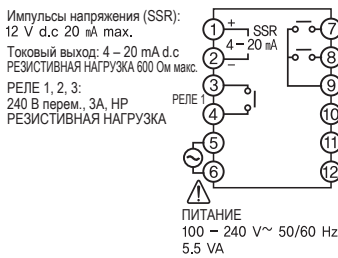 Импульсы напряжения (SSR):
12 V d.c 20 mA max.
Токовый выход: 4 – 20 mA d.c
РЕЗИСТИВНАЯ НАГРУЗКА 600 Ом макс.
РЕЛЕ 1, 2, 3:
240 В перем., 3А, НР
РЕЗИСТИВНАЯ НАГРУЗКА
1 + SSR 7
4 – 20 mA
2 – 8
3 9
РЕЛЕ 1
4 10
5 11
6 12
ПИТАНИЕ
100 – 240 V~ 50/60 Hz
5.5 VA